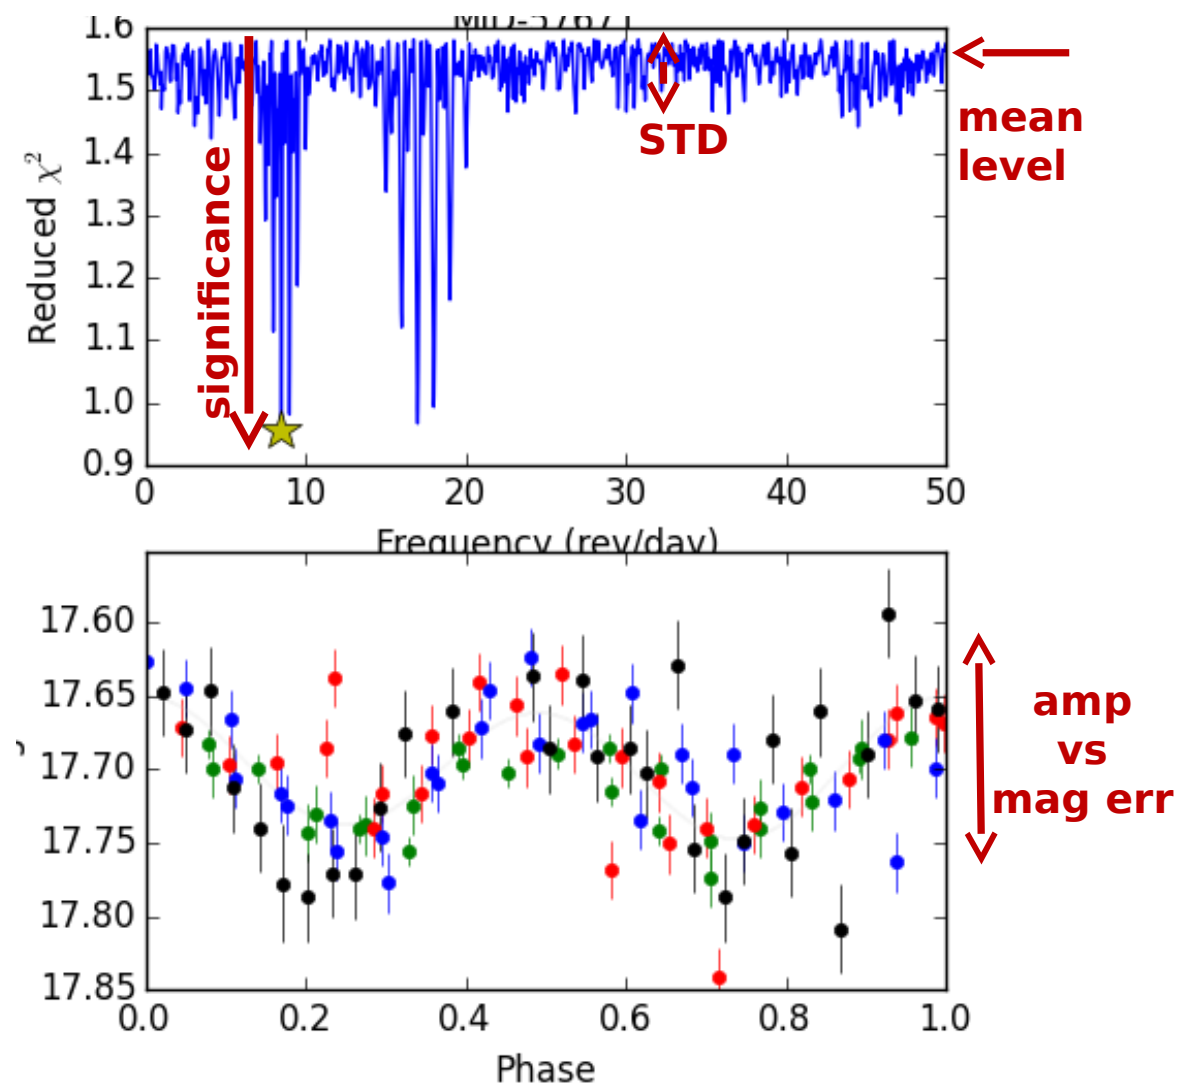 1.6
1.5
1.4
1.3
1.2
1.1
1.0
0.9
Reduced χ²
significance
STD
mean
level
0 10 20 30 40 50
Frequency (rev/day)
17.60
17.65
17.70
17.75
17.80
17.85
amp
vs
mag err
0.0 0.2 0.4 0.6 0.8 1.0
Phase